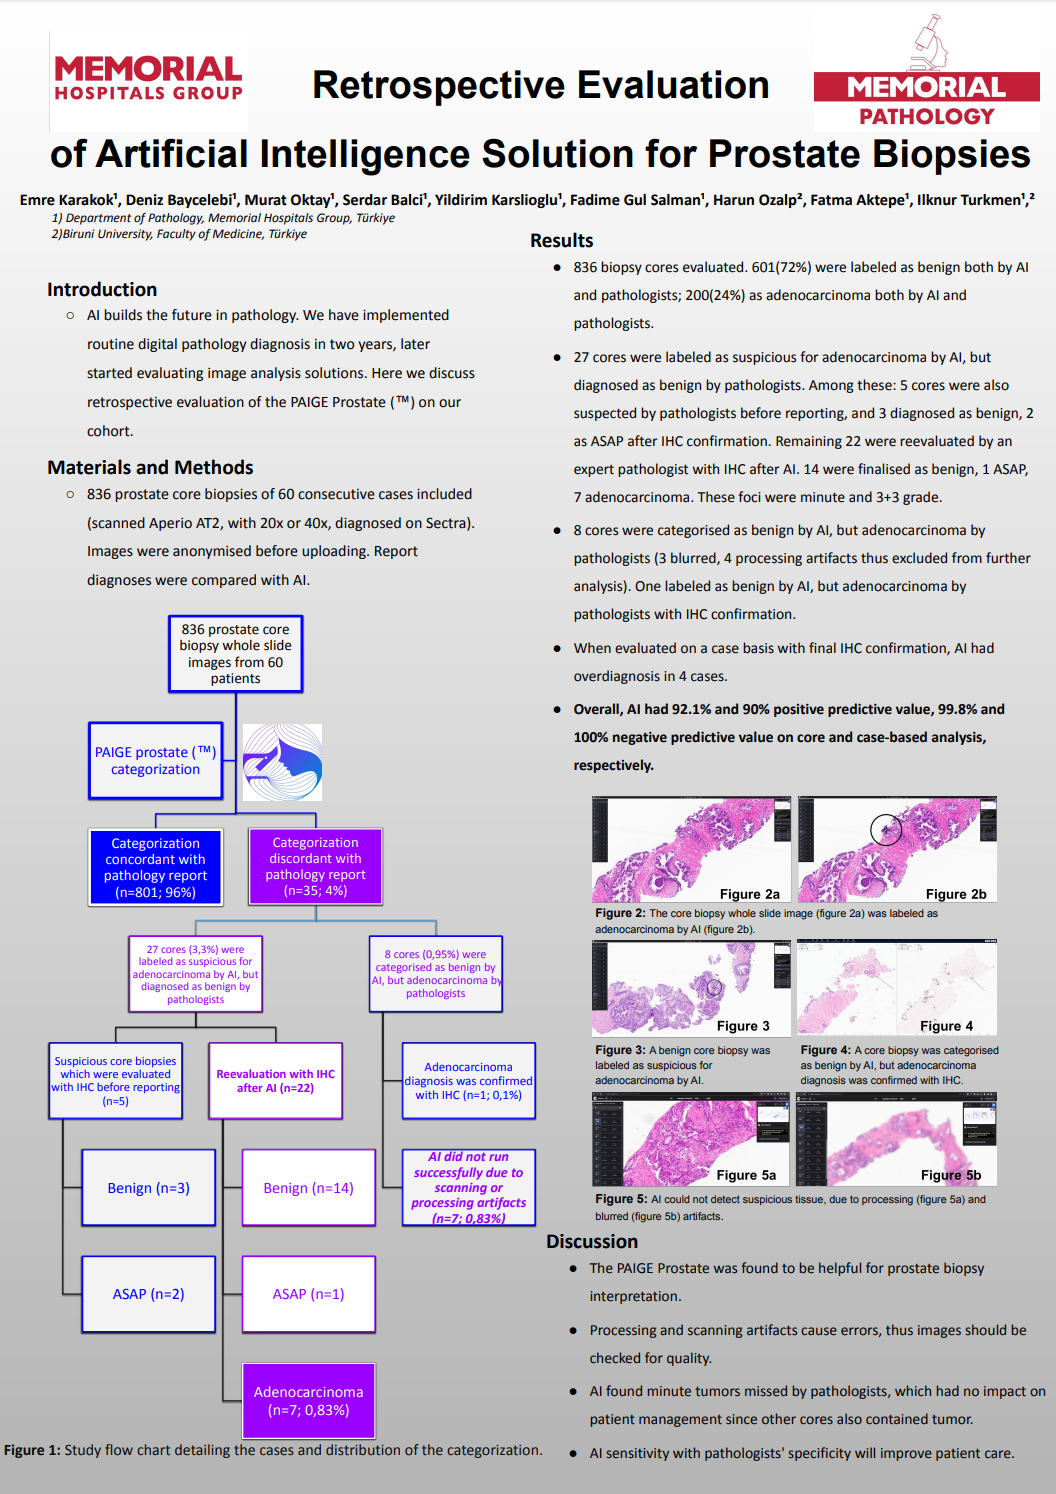 MEMORIAL
HOSPITALS GROUP
Retrospective Evaluation
of Artificial Intelligence Solution for Prostate Biopsies
MEMORIAL
PATHOLOGY
Emre Karakok¹, Deniz Baycelebi¹, Murat Oktay¹, Serdar Balci¹, Yildirim Karslioglu¹, Fadime Gul Salman¹, Harun Ozalp², Fatma Aktepe¹, Ilknur Turkmen¹,²
1) Department of Pathology, Memorial Hospitals Group, Türkiye
2)Biruni University, Faculty of Medicine, Türkiye
Introduction
○ AI builds the future in pathology. We have implemented
routine digital pathology diagnosis in two years, later
started evaluating image analysis solutions. Here we discuss
retrospective evaluation of the PAIGE Prostate (™) on our
cohort.
Materials and Methods
○ 836 prostate core biopsies of 60 consecutive cases included
(scanned Aperio AT2, with 20x or 40x, diagnosed on Sectra).
Images were anonymised before uploading. Report
diagnoses were compared with AI.
836 prostate core
biopsy whole slide
images from 60
patients
PAIGE prostate (™)
categorization
Categorization
concordant with
pathology report
(n=801; 96%)
Categorization
discordant with
pathology report
(n=35; 4%)
27 cores (3,3%) were
labeled as suspicious for
adenocarcinoma by AI, but
diagnosed as benign by
pathologists
8 cores (0,95%) were
categorised as benign by
AI, but adenocarcinoma by
pathologists
Suspicious core biopsies
which were evaluated
with IHC before reporting
(n=5)
Reevaluation with IHC
after AI (n=22)
Adenocarcinoma
diagnosis was confirmed
with IHC (n=1; 0,1%)
Benign (n=3)
Benign (n=14)
AI did not run
successfully due to
scanning or
processing artifacts
(n=7; 0,83%)
ASAP (n=2)
ASAP (n=1)
Adenocarcinoma
(n=7; 0,83%)
Figure 1: Study flow chart detailing the cases and distribution of the categorization.
Results
● 836 biopsy cores evaluated. 601(72%) were labeled as benign both by AI
and pathologists; 200(24%) as adenocarcinoma both by AI and
pathologists.
● 27 cores were labeled as suspicious for adenocarcinoma by AI, but
diagnosed as benign by pathologists. Among these: 5 cores were also
suspected by pathologists before reporting, and 3 diagnosed as benign, 2
as ASAP after IHC confirmation. Remaining 22 were reevaluated by an
expert pathologist with IHC after AI. 14 were finalised as benign, 1 ASAP,
7 adenocarcinoma. These foci were minute and 3+3 grade.
● 8 cores were categorised as benign by AI, but adenocarcinoma by
pathologists (3 blurred, 4 processing artifacts thus excluded from further
analysis). One labeled as benign by AI, but adenocarcinoma by
pathologists with IHC confirmation.
● When evaluated on a case basis with final IHC confirmation, AI had
overdiagnosis in 4 cases.
● Overall, AI had 92.1% and 90% positive predictive value, 99.8% and
100% negative predictive value on core and case-based analysis,
respectively.
Figure 2a
Figure 2b
Figure 2: The core biopsy whole slide image (figure 2a) was labeled as
adenocarcinoma by AI (figure 2b).
Figure 3
Figure 4
Figure 3: A benign core biopsy was
labeled as suspicious for
adenocarcinoma by AI.
Figure 4: A core biopsy was categorised
as benign by AI, but adenocarcinoma
diagnosis was confirmed with IHC.
Figure 5a
Figure 5b
Figure 5: AI could not detect suspicious tissue, due to processing (figure 5a) and
blurred (figure 5b) artifacts.
Discussion
● The PAIGE Prostate was found to be helpful for prostate biopsy
interpretation.
● Processing and scanning artifacts cause errors, thus images should be
checked for quality.
● AI found minute tumors missed by pathologists, which had no impact on
patient management since other cores also contained tumor.
● AI sensitivity with pathologists' specificity will improve patient care.